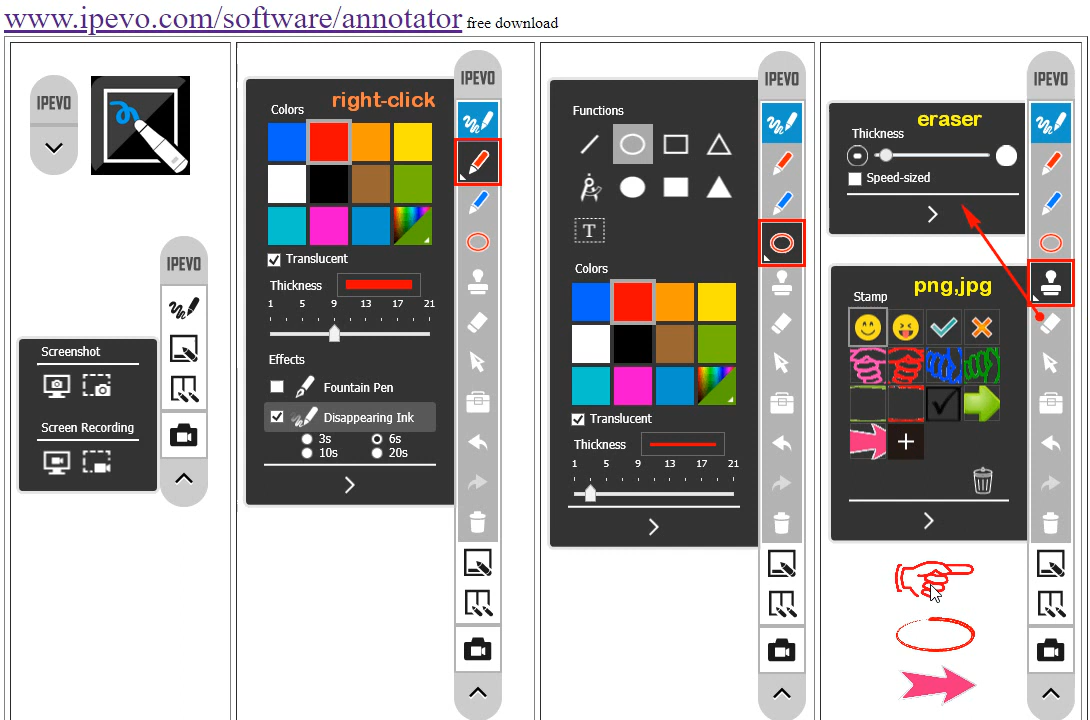 www.ipevo.com/software/annotator free download
IPEVO
IPEVO
Screenshot
Screen Recording
IPEVO
right-click
Colors
Translucent
Thickness
1 5 9 13 17 21
Effects
Fountain Pen
Disappearing Ink
3s 6s
10s 20s
IPEVO
Functions
T
Colors
Translucent
Thickness
1 5 9 13 17 21
IPEVO
eraser
Thickness
Speed-sized
png,jpg
Stamp